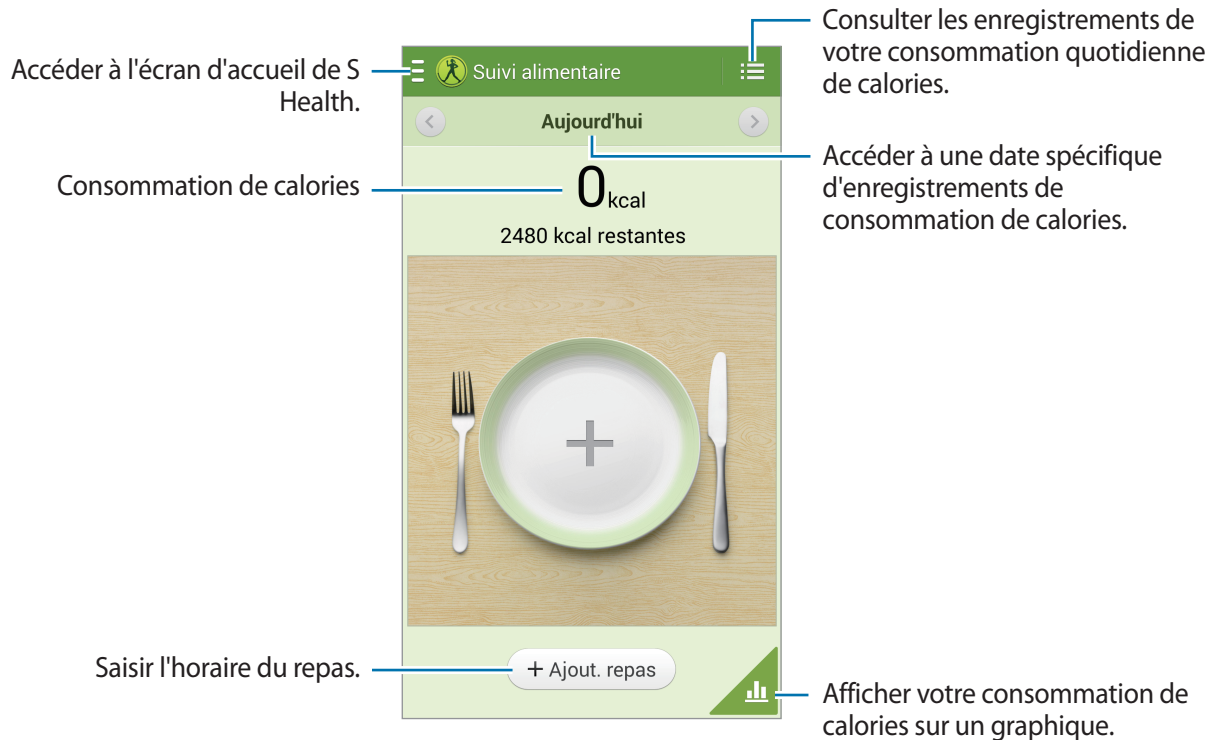 Accéder à l'écran d'accueil de S
Health.
Consommation de calories
Saisir l'horaire du repas.
Suivi alimentaire
Aujourd'hui
0kcal
2480 kcal restantes
+ Ajout. repas
Consulter les enregistrements de
votre consommation quotidienne
de calories.
Accéder à une date spécifique
d'enregistrements de
consommation de calories.
Afficher votre consommation de
calories sur un graphique.